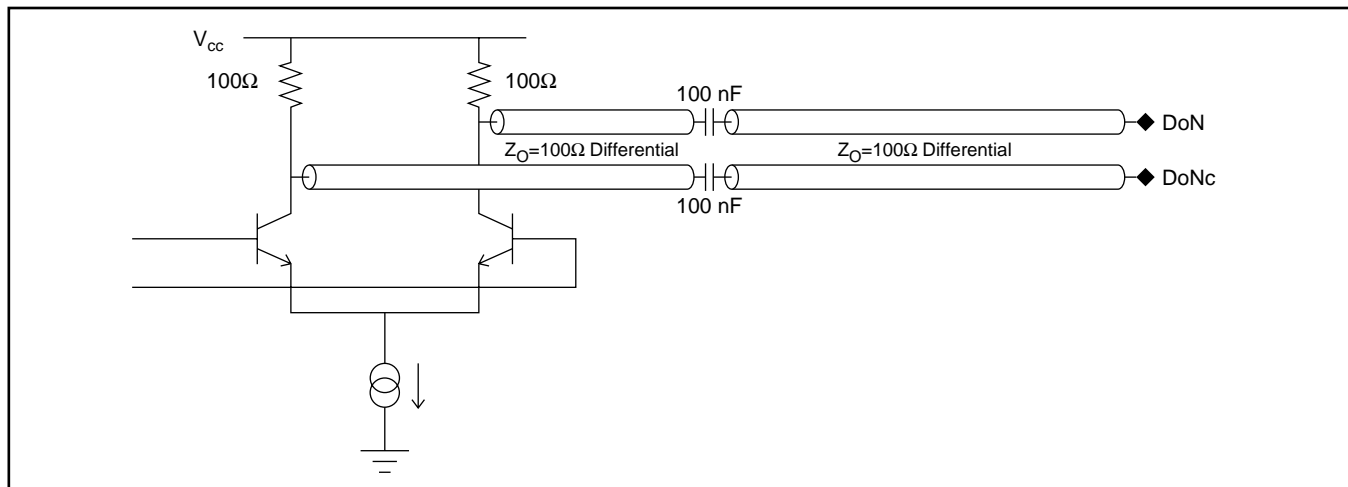 Vcc
100Ω
100Ω
100 nF
DoN
ZO=100Ω Differential
ZO=100Ω Differential
DoNc
100 nF